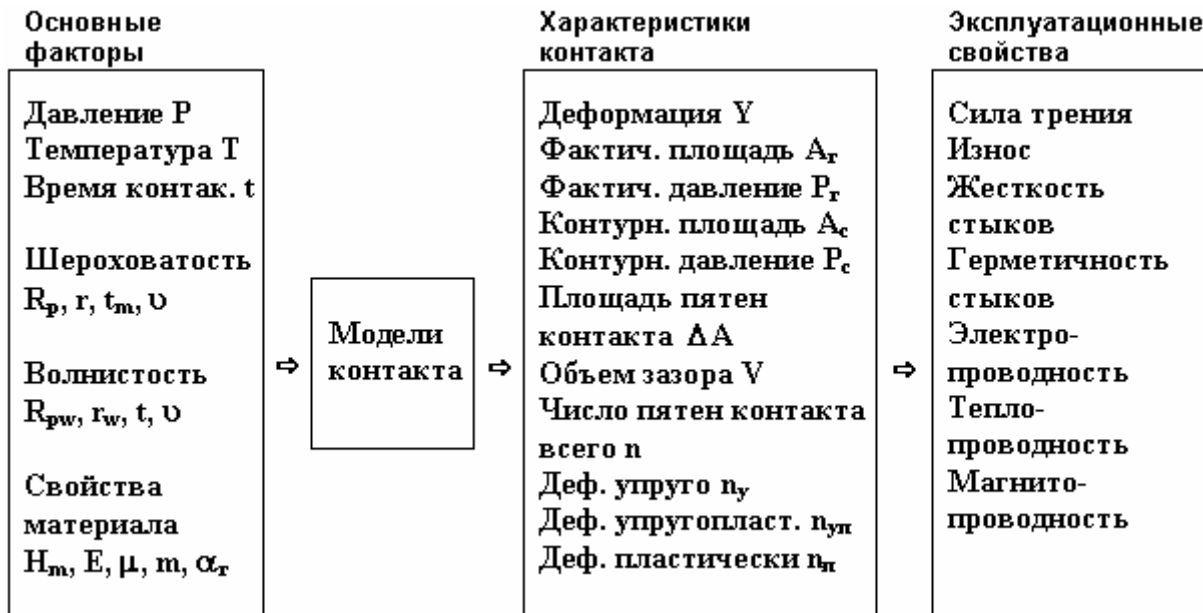 Основные
факторы
Давление P
Температура T
Время контак. t
Шероховатость
Rp, r, tm, υ
Волнистость
Rpw, rw, t, υ
Свойства
материала
Hm, E, μ, m, αr
⇨
Модели
контакта
⇨
Характеристики
контакта
Деформация Y
Фактич. площадь Ar
Фактич. давление Pr
Контурн. площадь Ac
Контурн. давление Pc
Площадь пятен
контакта ΔA
Объем зазора V
Число пятен контакта
всего n
Деф. упруго nу
Деф. упругопласт. nуп
Деф. пластически nп
⇨
Эксплуатационные
свойства
Сила трения
Износ
Жесткость
стыков
Герметичность
стыков
Электро-
проводность
Тепло-
проводность
Магнито-
проводность